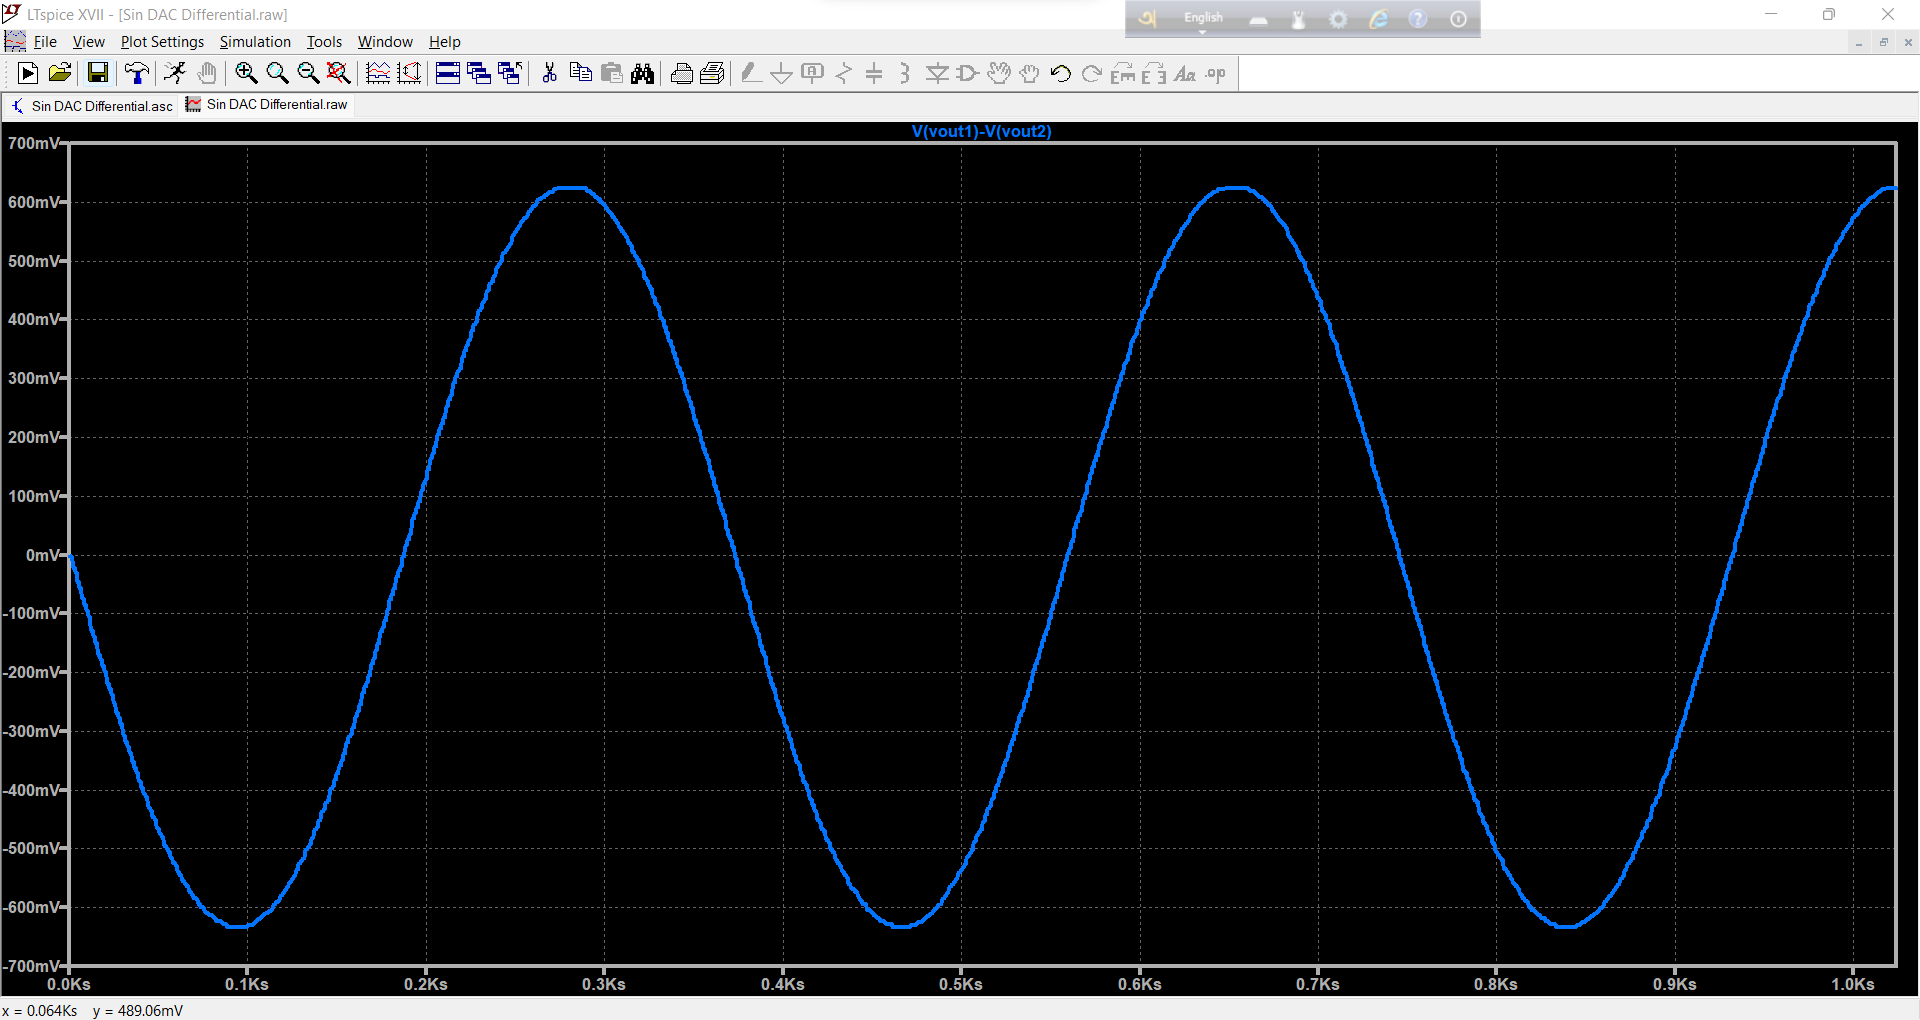 LTspice XVII - [Sin DAC Differential.raw]
English
File View Plot Settings Simulation Tools Window Help
Sin DAC Differential.asc Sin DAC Differential.raw
V(vout1)-V(vout2)
700mV
600mV
500mV
400mV
300mV
200mV
100mV
0mV
-100mV
-200mV
-300mV
-400mV
-500mV
-600mV
-700mV
0.0Ks 0.1Ks 0.2Ks 0.3Ks 0.4Ks 0.5Ks 0.6Ks 0.7Ks 0.8Ks 0.9Ks 1.0Ks
x = 0.064Ks y = 489.06mV